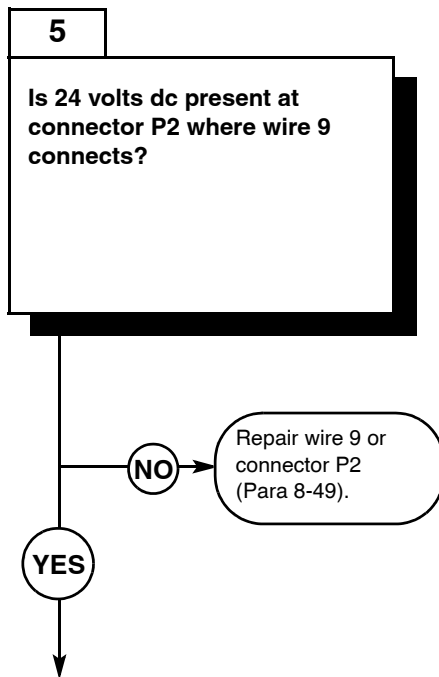 5
Is 24 volts dc present at
connector P2 where wire 9
connects?
NO
Repair wire 9 or
connector P2
(Para 8-49).
YES